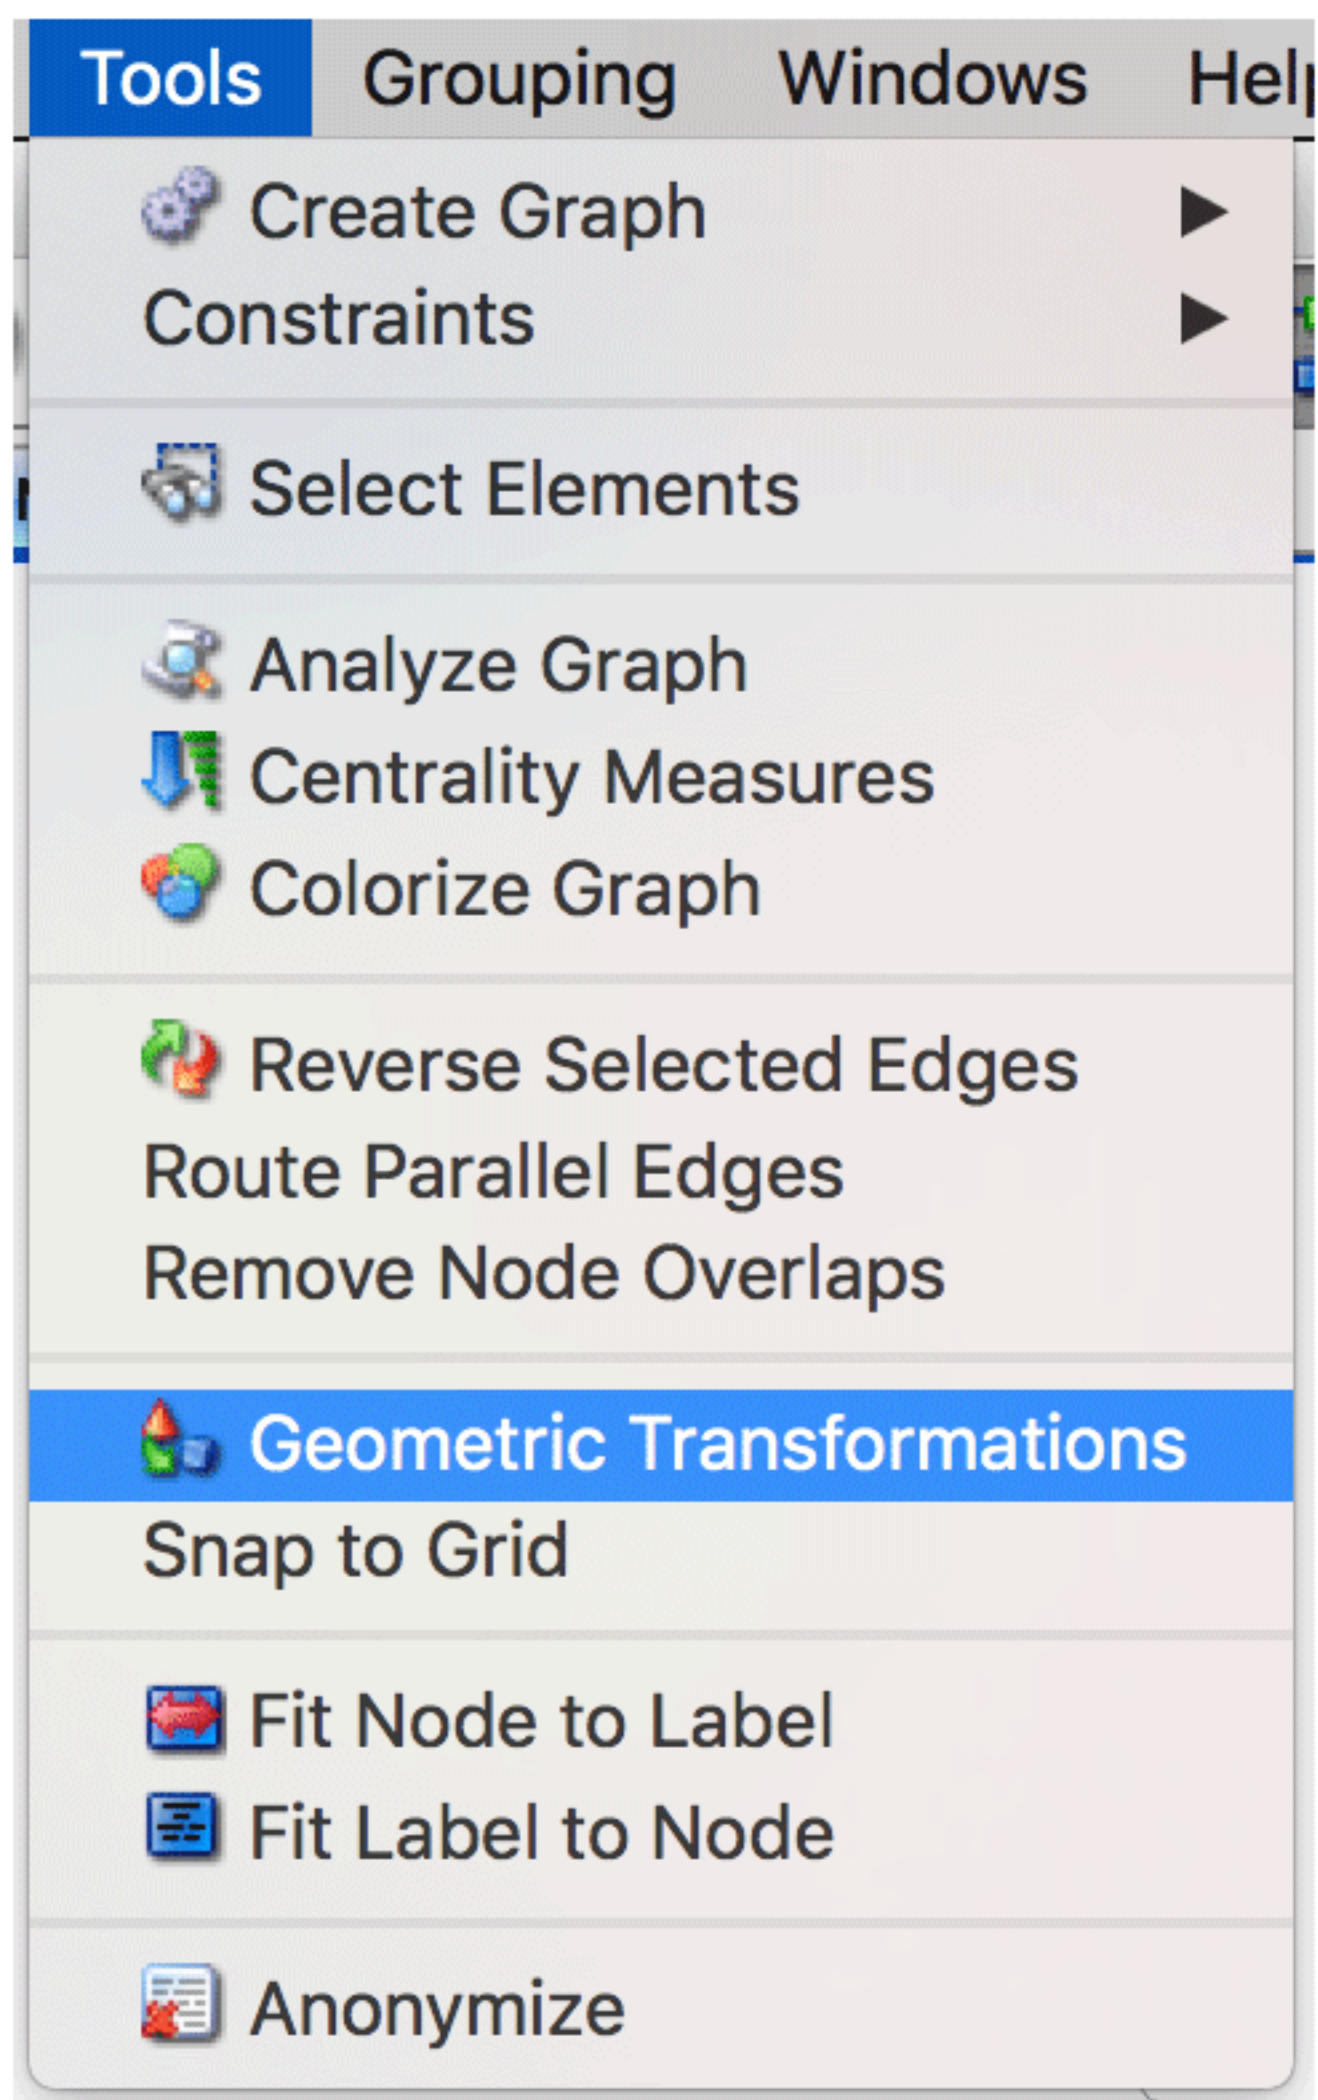 Tools Grouping Windows
Create Graph
Constraints
Select Elements
Analyze Graph
Centrality Measures
Colorize Graph
Reverse Selected Edges
Route Parallel Edges
Remove Node Overlaps
Geometric Transformations
Snap to Grid
Fit Node to Label
Fit Label to Node
Anonymize